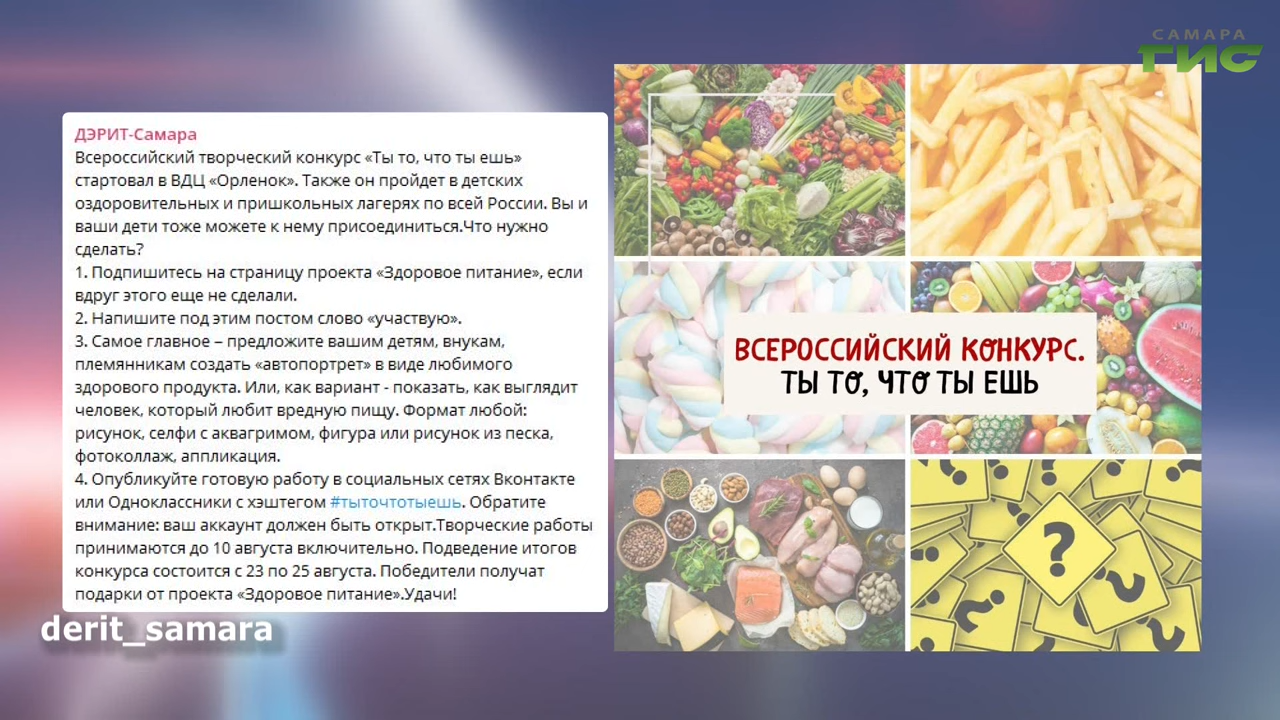 САМАРА
ГИС
ДЭРИТ-Самара
Всероссийский творческий конкурс «Ты то, что ты ешь»
стартовал в ВДЦ «Орленок». Также он пройдет в детских
оздоровительных и пришкольных лагерях по всей России. Вы и
ваши дети тоже можете к нему присоединиться.Что нужно
сделать?
1. Подпишитесь на страницу проекта «Здоровое питание», если
вдруг этого еще не сделали.
2. Напишите под этим постом слово «участвую».
3. Самое главное – предложите вашим детям, внукам,
племянникам создать «автопортрет» в виде любимого
здорового продукта. Или, как вариант - показать, как выглядит
человек, который любит вредную пищу. Формат любой:
рисунок, селфи с аквагримом, фигура или рисунок из песка,
фотоколлаж, аппликация.
4. Опубликуйте готовую работу в социальных сетях Вконтакте
или Одноклассники с хэштегом #тыточтотыешь. Обратите
внимание: ваш аккаунт должен быть открыт.Творческие работы
принимаются до 10 августа включительно. Подведение итогов
конкурса состоится с 23 по 25 августа. Победители получат
подарки от проекта «Здоровое питание».Удачи!
derit_samara
ВСЕРОССИЙСКИЙ КОНКУРС.
ТЫ ТО, ЧТО ТЫ ЕШЬ